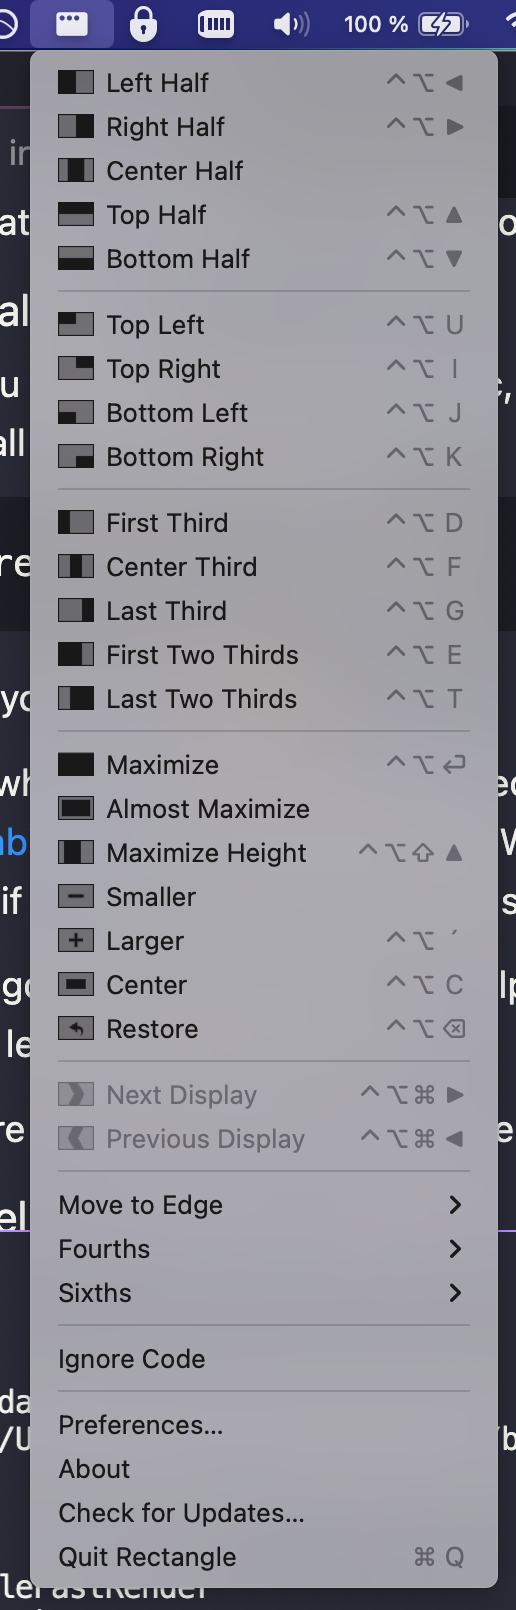 100 %
Left Half ^ ⌥ ◀
Right Half ^ ⌥ ▶
Center Half
Top Half ^ ⌥ ▲
Bottom Half ^ ⌥ ▼
Top Left ^ ⌥ U
Top Right ^ ⌥ I
Bottom Left ^ ⌥ J
Bottom Right ^ ⌥ K
First Third ^ ⌥ D
Center Third ^ ⌥ F
Last Third ^ ⌥ G
First Two Thirds ^ ⌥ E
Last Two Thirds ^ ⌥ T
Maximize ^ ⌥ ↩
Almost Maximize
Maximize Height ^ ⌥ ⇧ ▲
Smaller
Larger ^ ⌥ ´
Center ^ ⌥ C
Restore ^ ⌥ ⌫
Next Display ^ ⌥ ⌘ ▶
Previous Display ^ ⌥ ⌘ ◀
Move to Edge >
Fourths >
Sixths >
Ignore Code
Preferences...
About
Check for Updates...
Quit Rectangle ⌘ Q